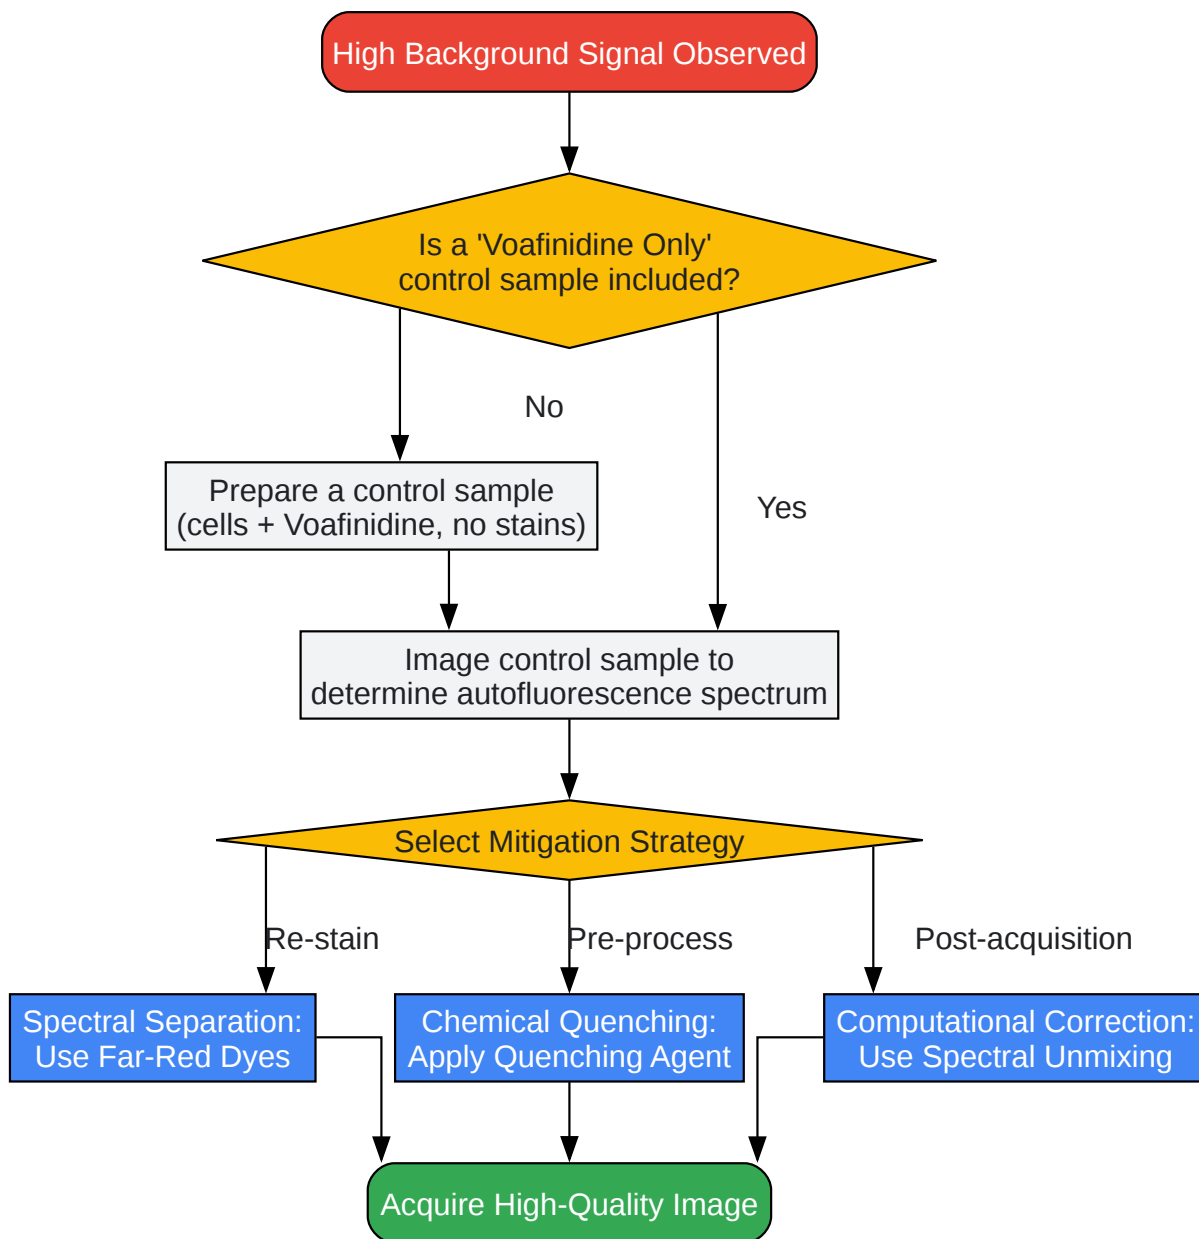 High Background Signal Observed
Is a 'Voafinidine Only'
control sample included?
No
Prepare a control sample
(cells + Voafinidine, no stains)
Yes
Image control sample to
determine autofluorescence spectrum
Select Mitigation Strategy
Re-stain
Pre-process
Post-acquisition
Spectral Separation:
Use Far-Red Dyes
Chemical Quenching:
Apply Quenching Agent
Computational Correction:
Use Spectral Unmixing
Acquire High-Quality Image